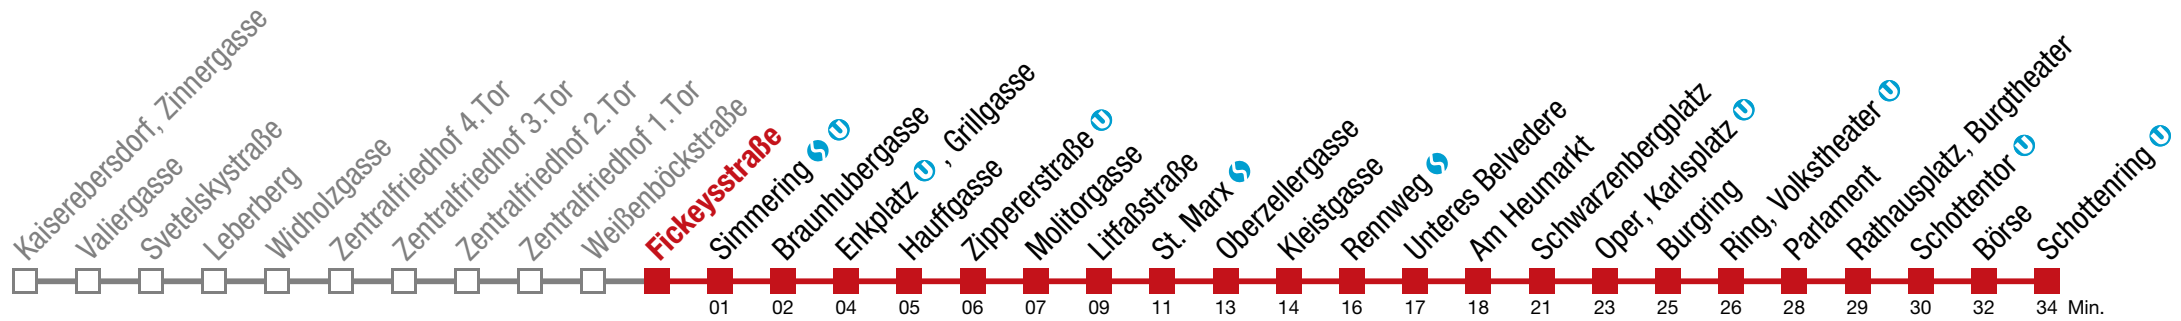 Kaiserebersdorf, Zinnergasse
Valiergasse
Svetelskystraße
Leberberg
Widholzgasse
Zentralfriedhof 4.Tor
Zentralfriedhof 3.Tor
Zentralfriedhof 2.Tor
Zentralfriedhof 1.Tor
Weißenböckstraße
Fickeysstraße
Simmering S U
Braunhubergasse
Enkplatz U , Grillgasse
Hauffgasse
Zippererstraße U
Molitorgasse
Litfaßstraße
St. Marx S
Oberzellergasse
Kleistgasse
Rennweg S
Unteres Belvedere
Am Heumarkt
Schwarzenbergplatz
Oper, Karlsplatz U
Burgring
Ring, Volkstheater U
Parlament
Rathausplatz, Burgtheater
Schottentor U
Börse
Schottenring U
01 02 04 05 06 07 09 11 13 14 16 17 18 21 23 25 26 28 29 30 32 34 Min.